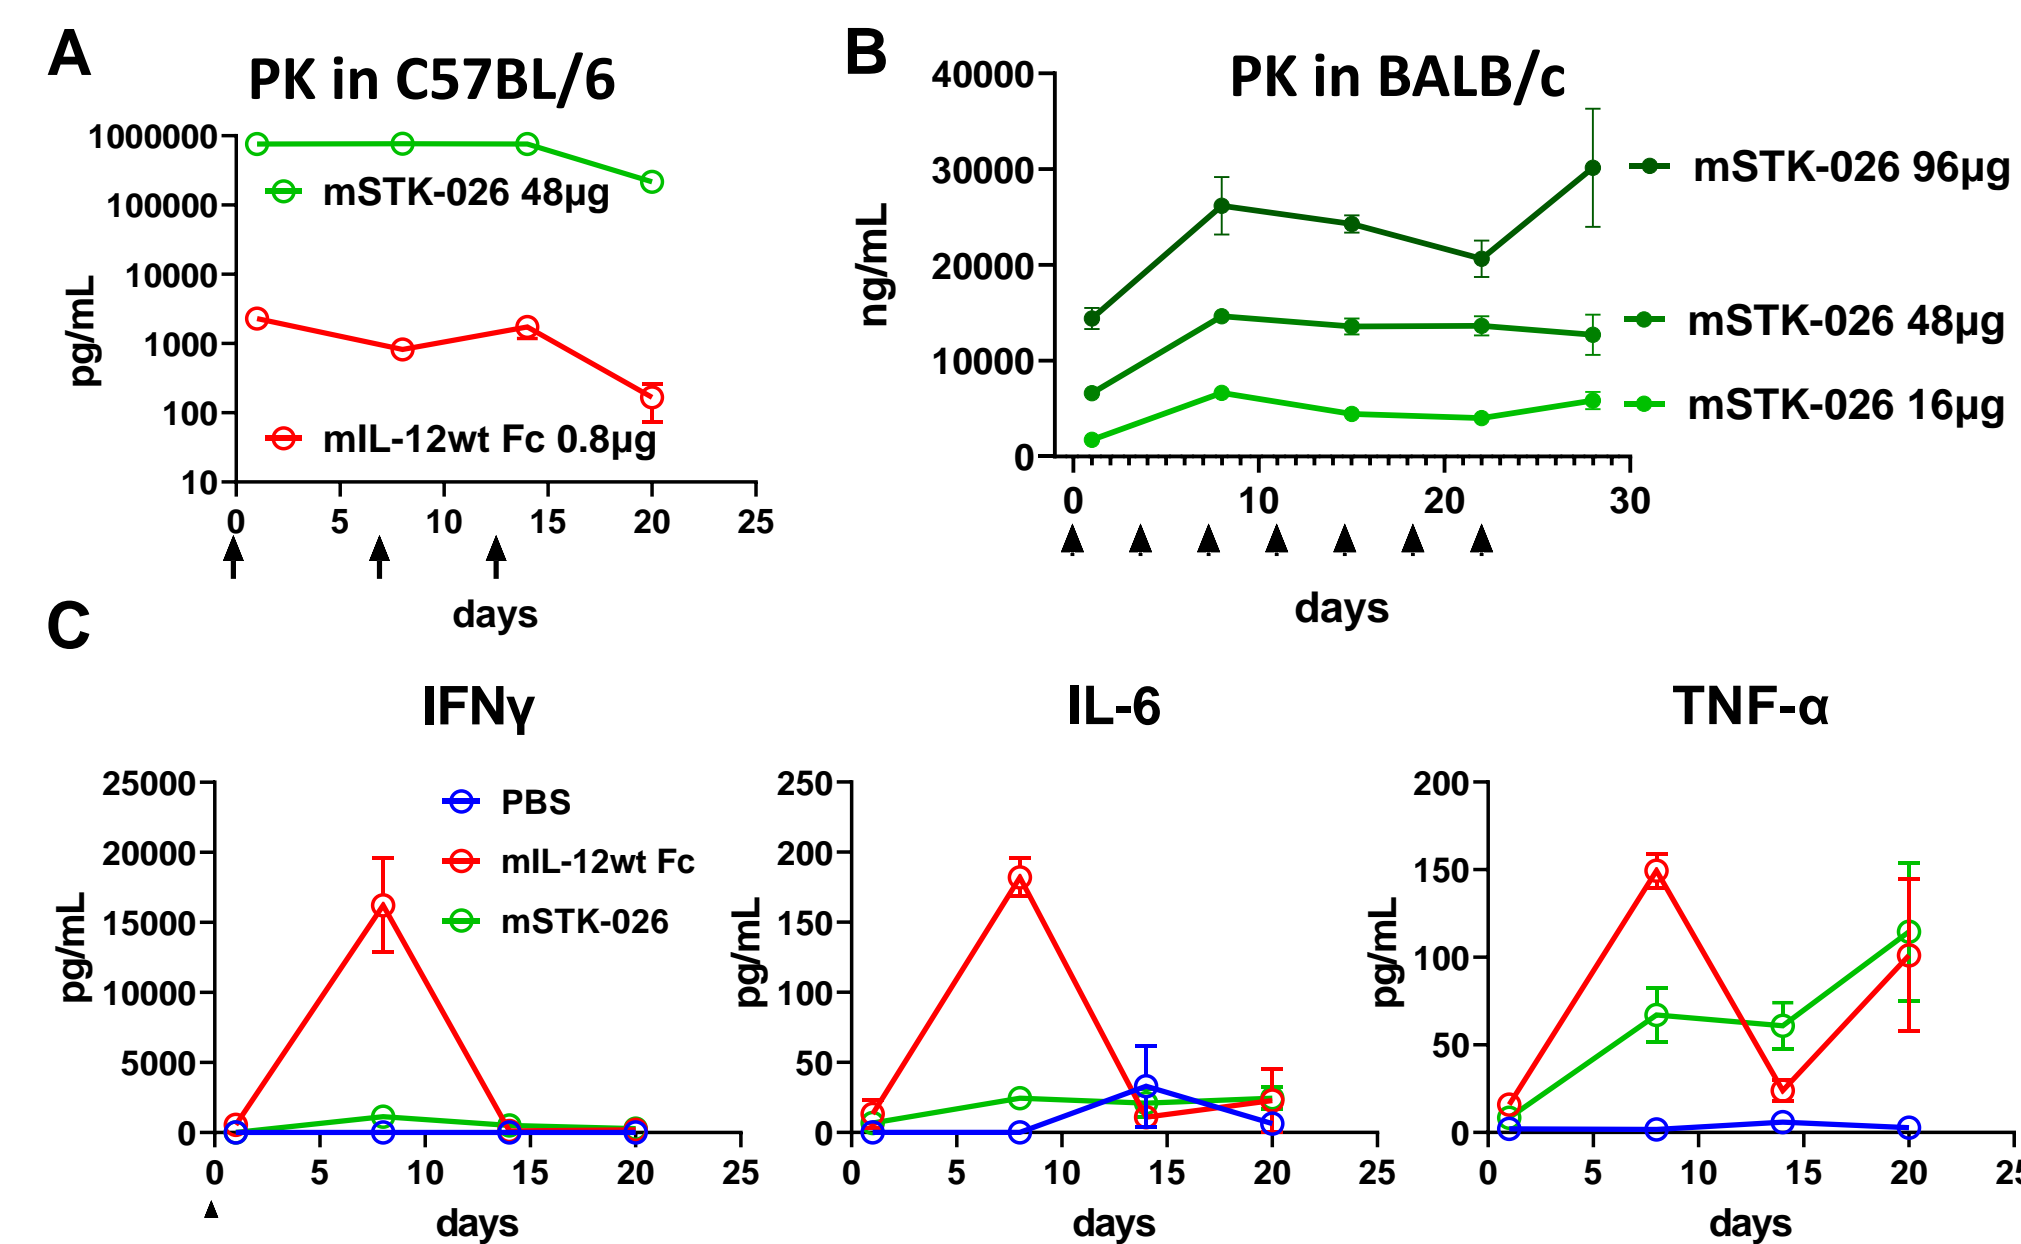 A
PK in C57BL/6
1000000
100000
10000
1000
100
10
pg/mL
mSTK-026 48µg
mIL-12wt Fc 0.8µg
0 5 10 15 20 25
days
B
PK in BALB/c
40000
30000
20000
10000
0
ng/mL
mSTK-026 96µg
mSTK-026 48µg
mSTK-026 16µg
0 10 20 30
days
C
IFNγ
25000
20000
15000
10000
5000
0
pg/mL
PBS
mIL-12wt Fc
mSTK-026
0 5 10 15 20 25
days
IL-6
250
200
150
100
50
0
pg/mL
0 5 10 15 20 25
days
TNF-α
200
150
100
50
0
pg/mL
0 5 10 15 20 25
days